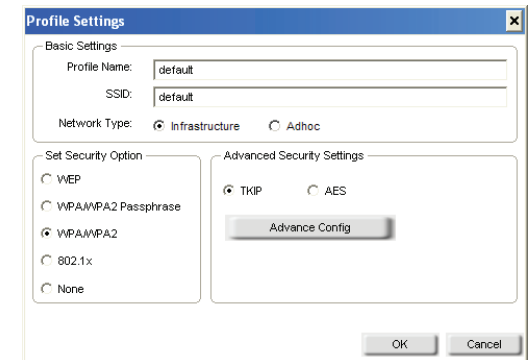 Profile Settings
Basic Settings
Profile Name: default
SSID: default
Network Type: Infrastructure Adhoc
Set Security Option
WEP
WPA/WPA2 Passphrase
WPA/WPA2
802.1x
None
Advanced Security Settings
TKIP AES
Advance Config
OK Cancel